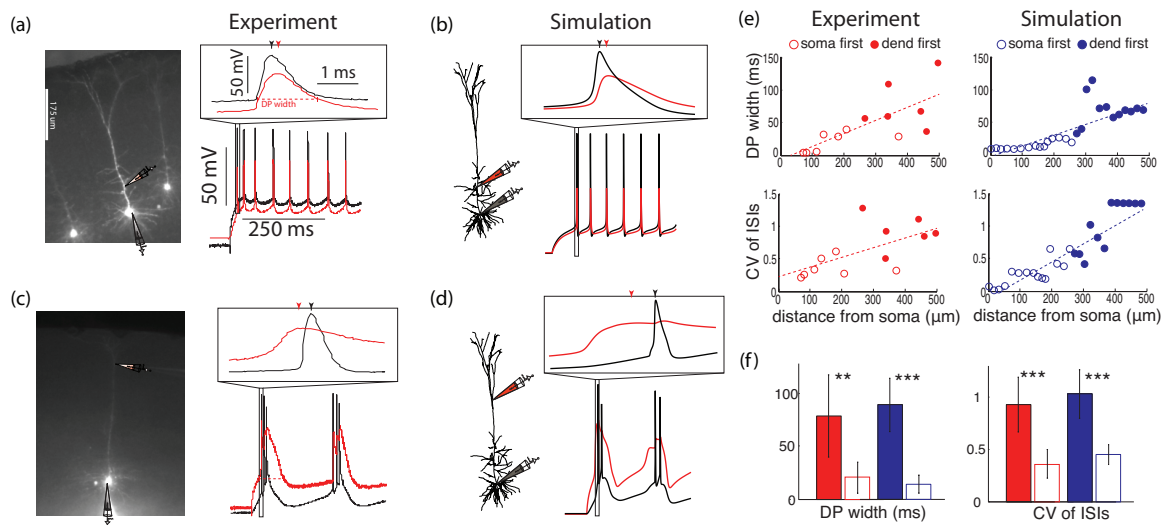 (a)
Experiment
175 um
50 mV
1 ms
DP width
50 mV
250 ms
(b)
Simulation
(c)
(d)
(e)
Experiment
Simulation
soma first
dend first
soma first
dend first
DP width (ms)
150
100
50
0
0
100
200
300
400
500
150
100
50
0
0
100
200
300
400
500
CV of ISIs
1.5
1
0.5
0
0
100
200
300
400
500
distance from soma (μm)
1.5
1
0.5
0
0
100
200
300
400
500
distance from soma (μm)
(f)
100
50
0
**
***
DP width (ms)
1
0.5
0
***
***
CV of ISIs